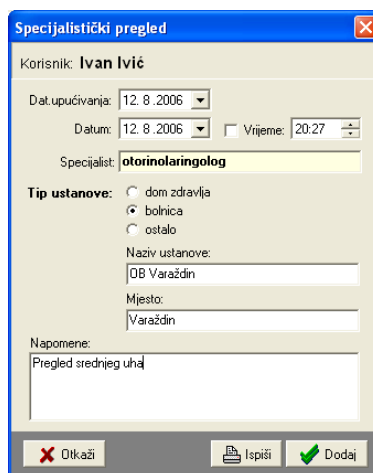 Specijalistički pregled
Korisnik: Ivan Ivić
Dat.upućivanja: 12. 8 .2006
Datum: 12. 8 .2006 Vrijeme: 20:27
Specijalist: otorinolaringolog
Tip ustanove: dom zdravlja
bolnica
ostalo
Naziv ustanove:
OB Varaždin
Mjesto:
Varaždin
Napomene:
Pregled srednjeg uha
Otkaži Ispiši Dodaj